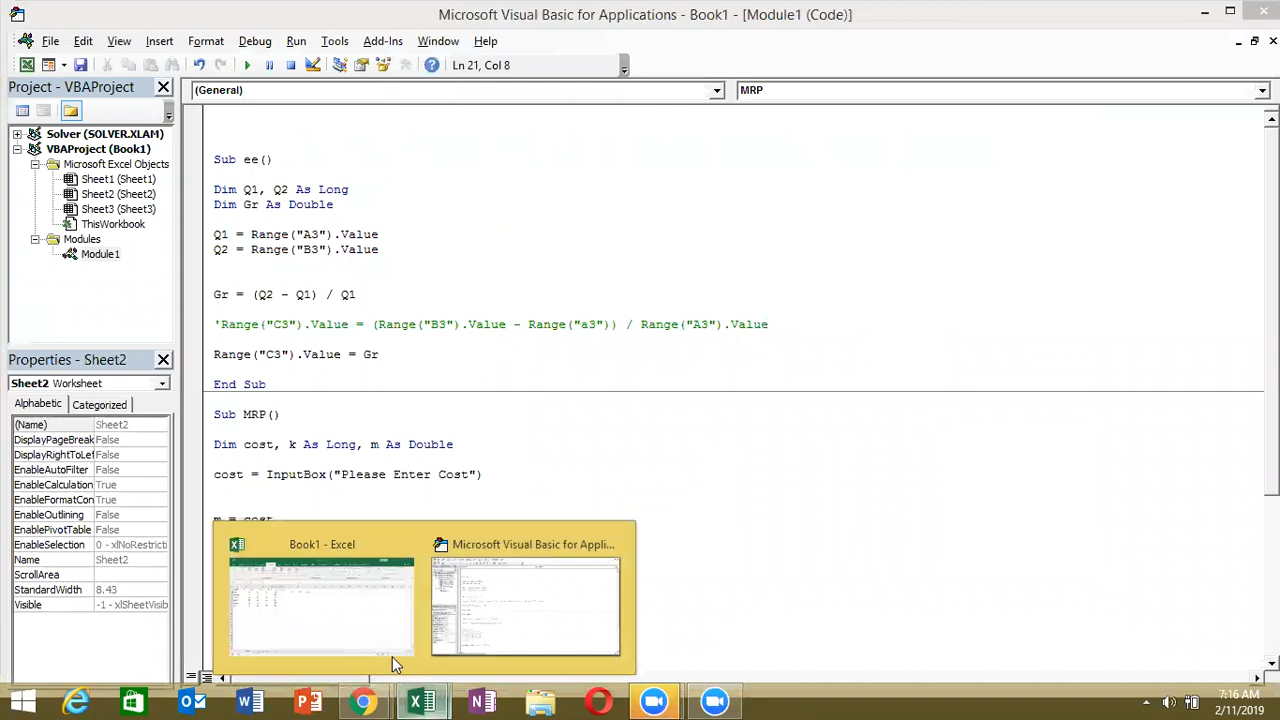 Microsoft Visual Basic for Applications - Book1 - [Module1 (Code)]
File Edit View Insert Format Debug Run Tools Add-Ins Window Help
Ln 21, Col 8
Project - VBAProject
(General)
MRP
Solver (SOLVER.XLAM)
VBAProject (Book1)
Microsoft Excel Objects
Sheet1 (Sheet1)
Sheet2 (Sheet2)
Sheet3 (Sheet3)
ThisWorkbook
Modules
Module1
Properties - Sheet2
Sheet2 Worksheet
Alphabetic Categorized
(Name) Sheet2
DisplayPageBreak False
DisplayRightToLef False
EnableAutoFilter False
EnableCalculation True
EnableFormatCon True
EnableOutlining False
EnablePivotTable False
EnableSelection 0 - xlNoRestricti
Name Sheet2
ScrollArea
StandardWidth 8.43
Visible -1 - xlSheetVisib
Sub ee()
Dim Q1, Q2 As Long
Dim Gr As Double
Q1 = Range("A3").Value
Q2 = Range("B3").Value
Gr = (Q2 - Q1) / Q1
'Range("C3").Value = (Range("B3").Value - Range("a3")) / Range("A3").Value
Range("C3").Value = Gr
End Sub
Sub MRP()
Dim cost, k As Long, m As Double
cost = InputBox("Please Enter Cost")
m = cost
Book1 - Excel
Microsoft Visual Basic for Appli...
7:16 AM
2/11/2019